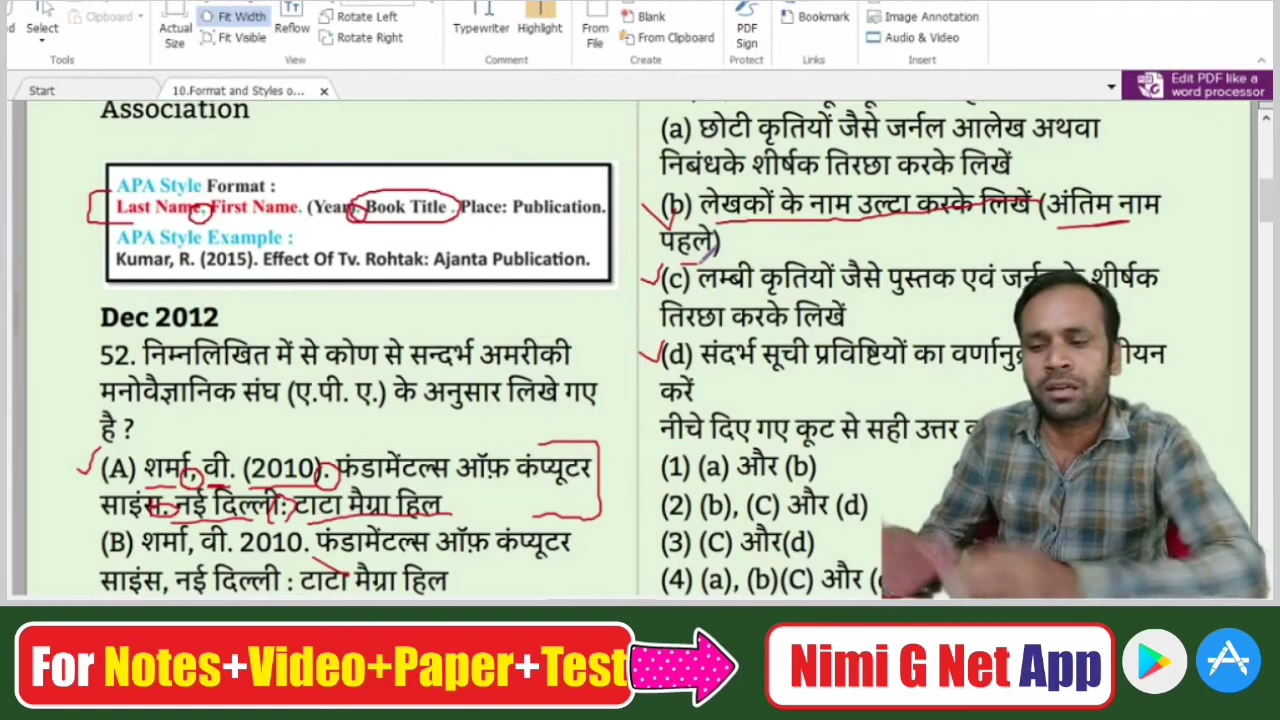 Select
Tools
Clipboard
Actual Size
Fit Width
Fit Visible
Reflow
Rotate Left
Rotate Right
View
Typewriter
Highlight
Comment
From File
Blank
From Clipboard
Create
PDF Sign
Protect
Bookmark
Links
Image Annotation
Audio & Video
Insert
Start
10.Format and Styles o...
Edit PDF like a word processor
Association
APA Style Format :
Last Name, First Name. (Year). Book Title . Place: Publication.
APA Style Example :
Kumar, R. (2015). Effect Of Tv. Rohtak: Ajanta Publication.
Dec 2012
52. निम्नलिखित में से कोण से सन्दर्भ अमरीकी
मनोवैज्ञानिक संघ (ए.पी. ए.) के अनुसार लिखे गए
है ?
(A) शर्मा, वी. (2010). फंडामेंटल्स ऑफ़ कंप्यूटर
साइंस. नई दिल्ली: टाटा मैग्रा हिल
(B) शर्मा, वी. 2010. फंडामेंटल्स ऑफ़ कंप्यूटर
साइंस, नई दिल्ली : टाटा मैग्रा हिल
(a) छोटी कृतियों जैसे जर्नल आलेख अथवा
निबंधके शीर्षक तिरछा करके लिखें
(b) लेखकों के नाम उल्टा करके लिखें (अंतिम नाम
पहले)
(c) लम्बी कृतियों जैसे पुस्तक एवं जर्नल के शीर्षक
तिरछा करके लिखें
(d) संदर्भ सूची प्रविष्टियों का
करें
नीचे दिए गए कूट से सही उत्तर
(1) (a) और (b)
(2) (b), (C) और (d)
(3) (C) और(d)
(4) (a), (b)(C) और
For Notes+Video+Paper+Test
Nimi G Net App